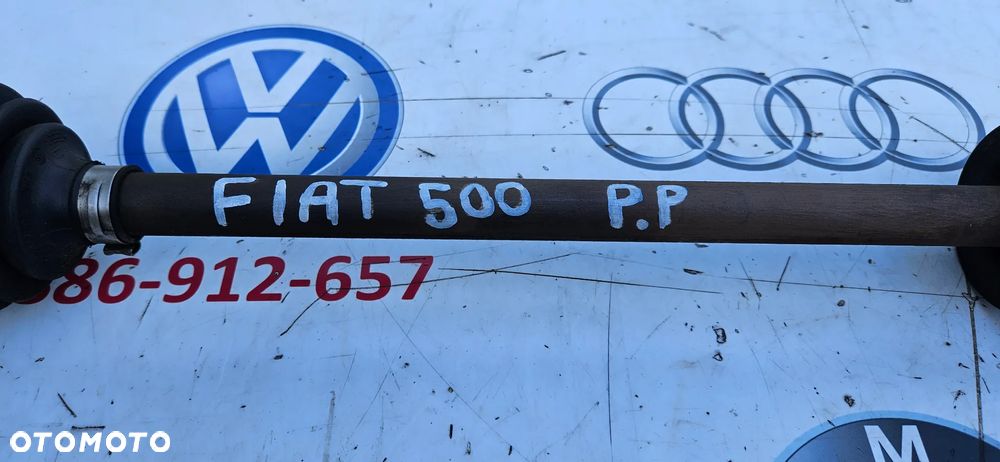 FIAT 500 P.P
86-912-657
M
OTOMOTO